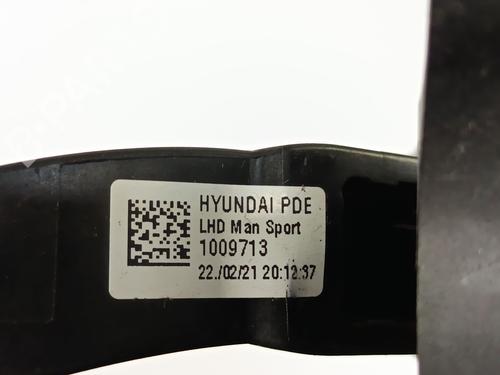 HYUNDAI PDE
LHD Man Sport
1009713
22./02/21 20:12:37